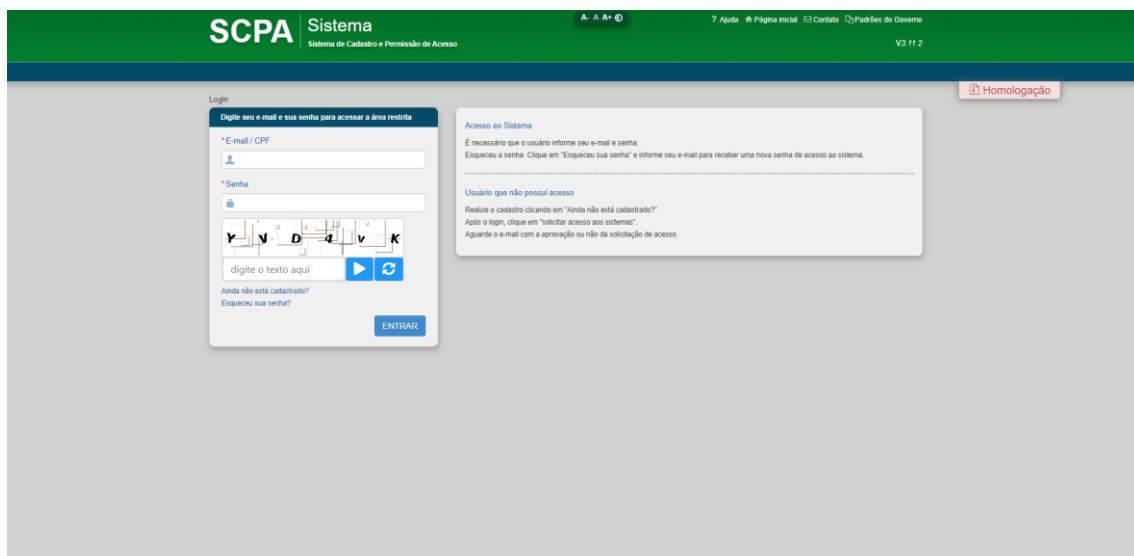 SCPA
Sistema
Sistema de Cadastro e Permissão de Acesso
A- A A+
? Ajuda Página inicial Contato Padrões do Governo
V3.11.2
Homologação
Login
Digite seu e-mail e sua senha para acessar a área restrita
*E-mail / CPF
*Senha
Y V D 4 v K
digite o texto aqui
Ainda não está cadastrado?
Esqueceu sua senha?
ENTRAR
Acesso ao Sistema
É necessário que o usuário informe seu e-mail e senha.
Esqueceu a senha: Clique em "Esqueceu sua senha" e informe seu e-mail para receber uma nova senha de acesso ao sistema.
Usuário que não possui acesso
Realize o cadastro clicando em "Ainda não está cadastrado?"
Após o login, clique em "solicitar acesso aos sistemas".
Aguarde o e-mail com a aprovação ou não da solicitação de acesso.